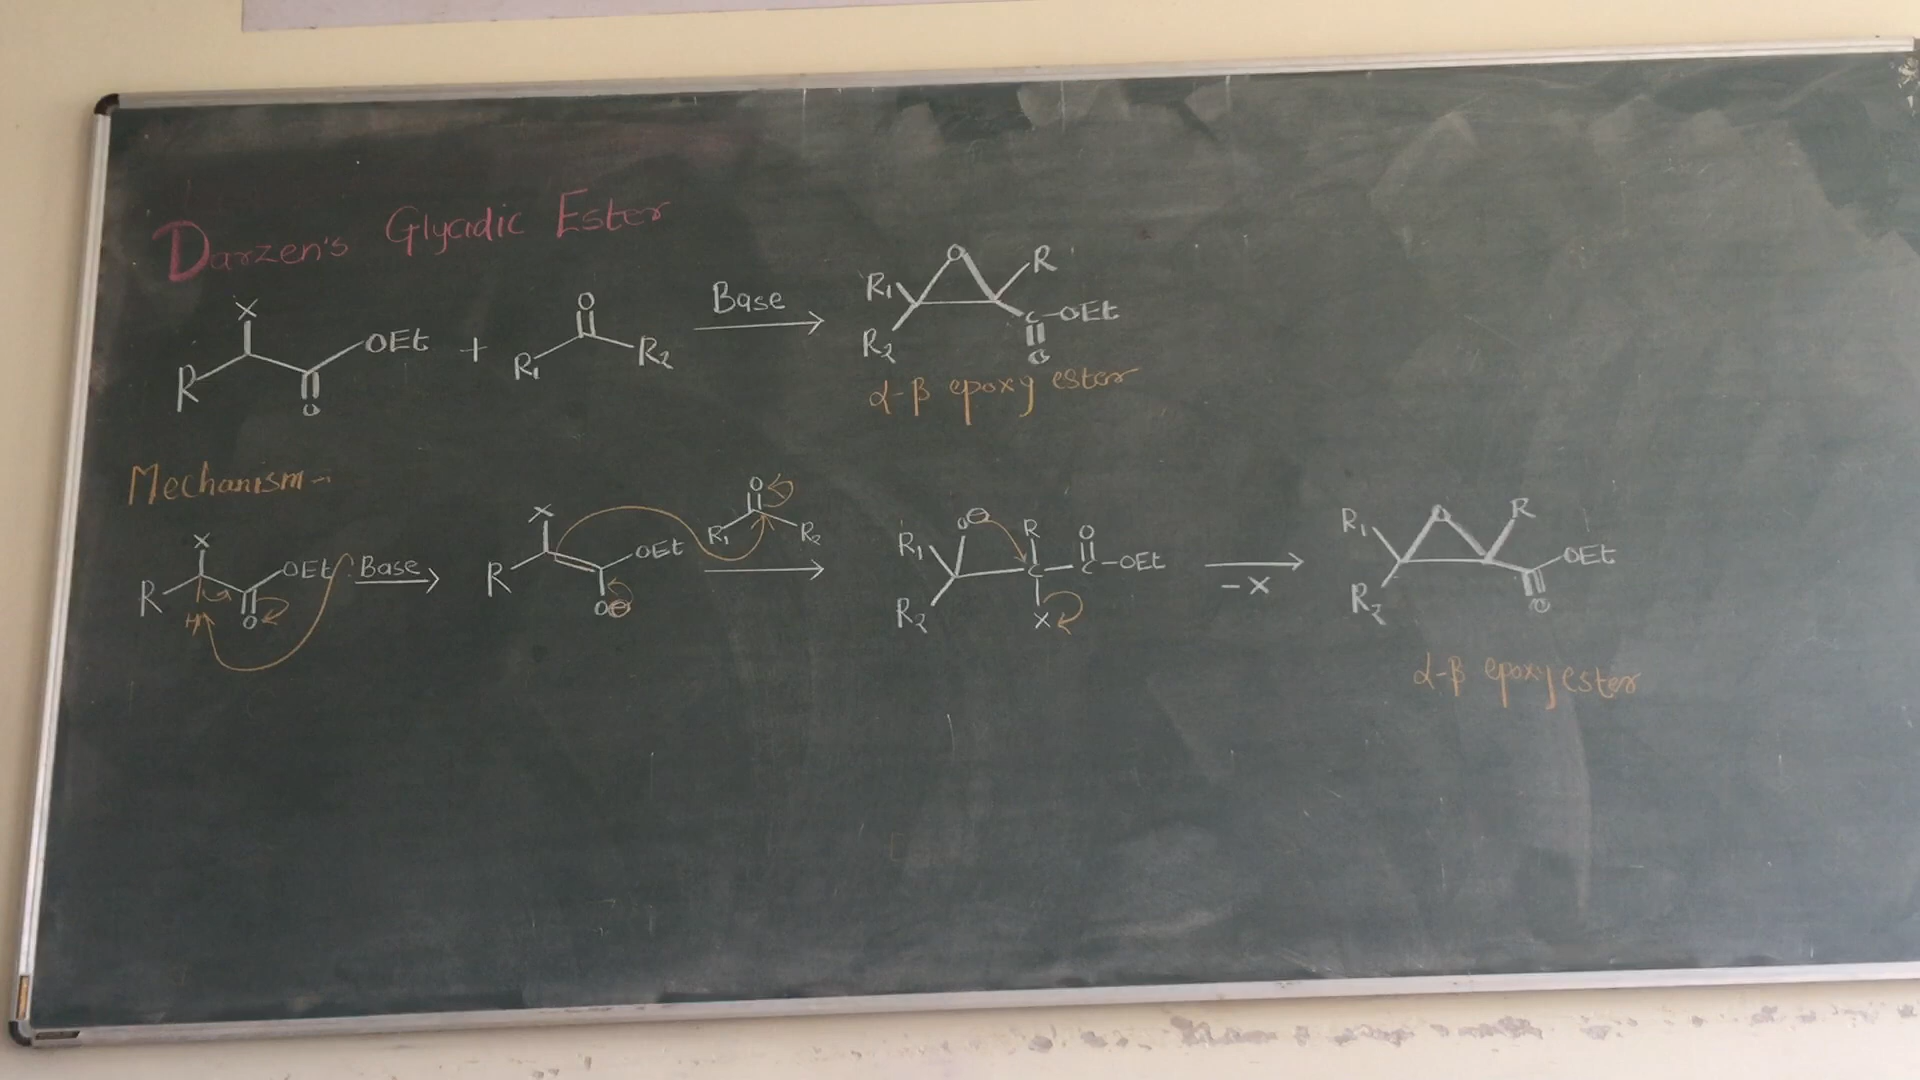 Darzen's Glycidic Ester
X
R
OEt
O
+
O
R1
R2
Base
O
R1
R
R2
C-OEt
O
α-β epoxy ester
Mechanism-
X
R
H
OEt
O
Base
X
R
OEt
O⊖
O
R1
R2
O⊖
R1
R2
R
C
X
O
C-OEt
-X
O
R1
R
R2
OEt
O
α-β epoxy ester